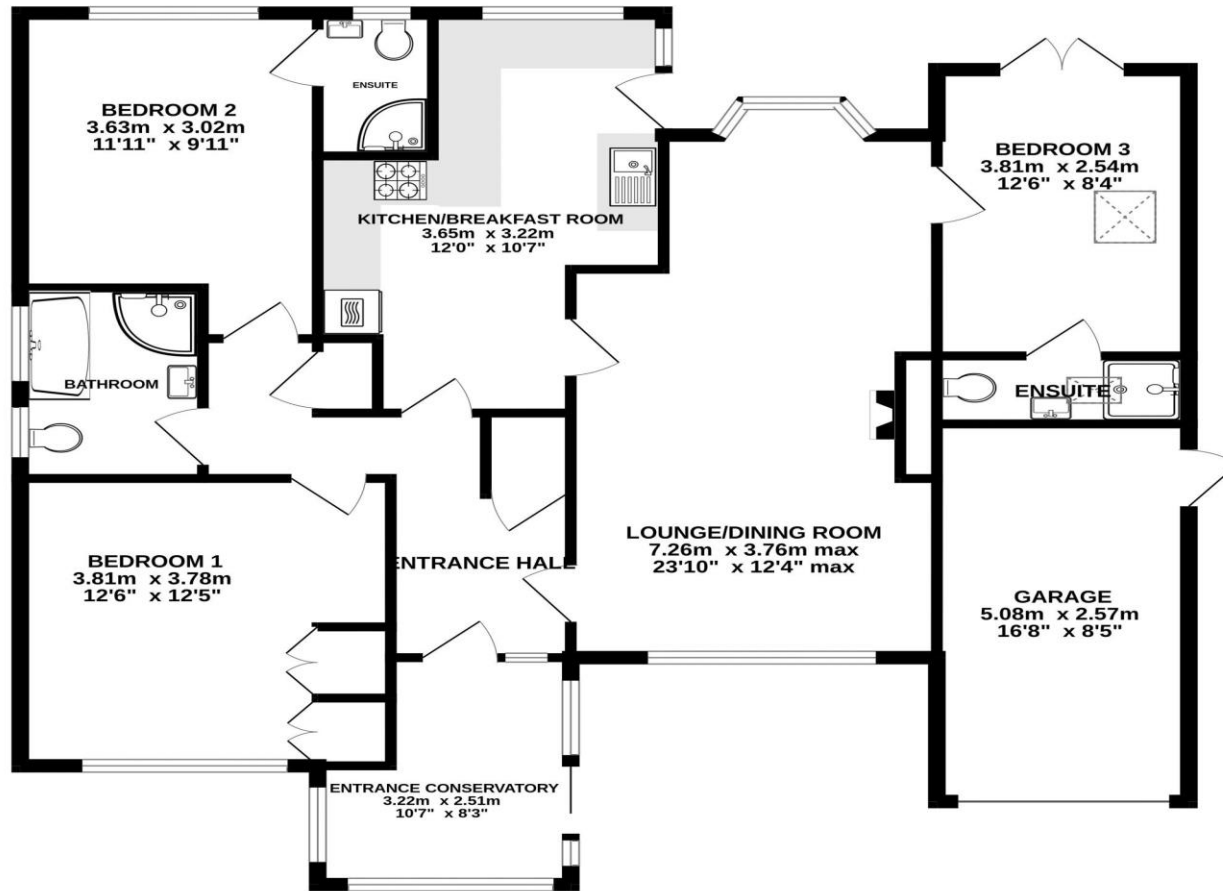 BEDROOM 2
3.63m x 3.02m
11'11" x 9'11"
ENSUITE
KITCHEN/BREAKFAST ROOM
3.65m x 3.22m
12'0" x 10'7"
BEDROOM 3
3.81m x 2.54m
12'6" x 8'4"
BATHROOM
ENSUITE
BEDROOM 1
3.81m x 3.78m
12'6" x 12'5"
ENTRANCE HALL
LOUNGE/DINING ROOM
7.26m x 3.76m max
23'10" x 12'4" max
GARAGE
5.08m x 2.57m
16'8" x 8'5"
ENTRANCE CONSERVATORY
3.22m x 2.51m
10'7" x 8'3"